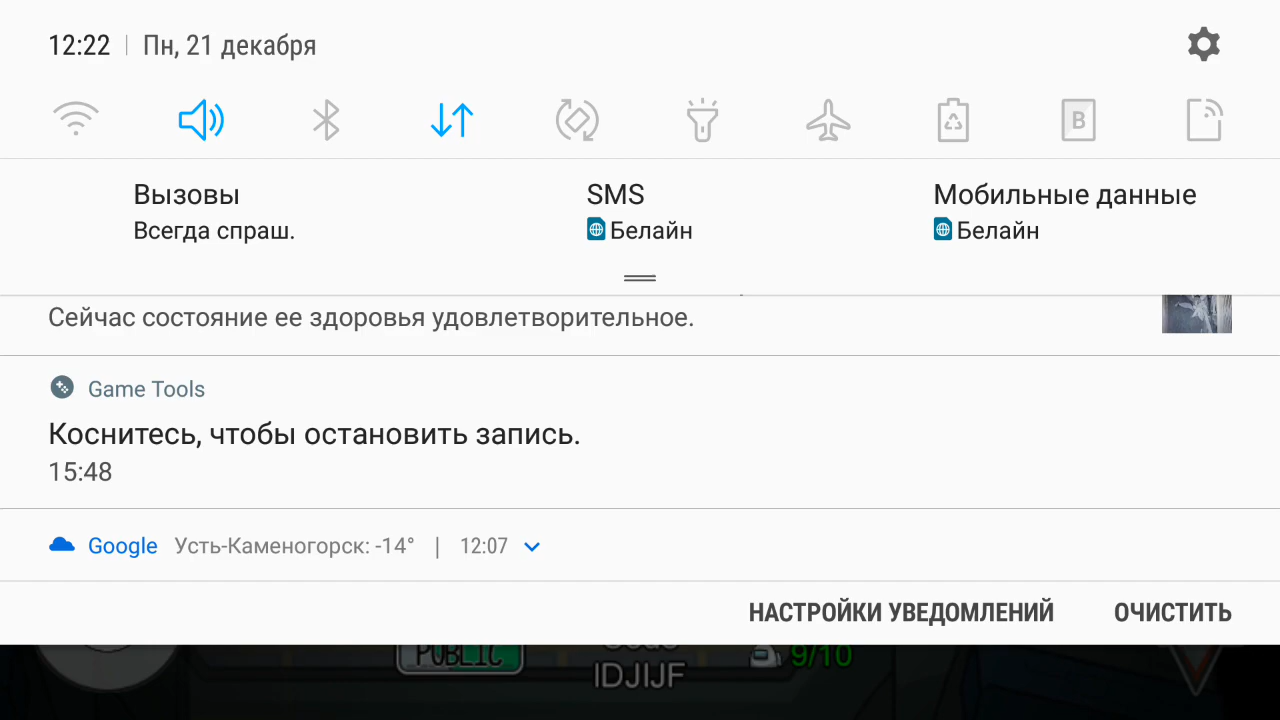 12:22 | Пн, 21 декабря
B
Вызовы
Всегда спраш.
SMS
Белайн
Мобильные данные
Белайн
Сейчас состояние ее здоровья удовлетворительное.
Game Tools
Коснитесь, чтобы остановить запись.
15:48
Google Усть-Каменогорск: -14° | 12:07
НАСТРОЙКИ УВЕДОМЛЕНИЙ ОЧИСТИТЬ
PUBLIC
Code
IDJIJF
9/10